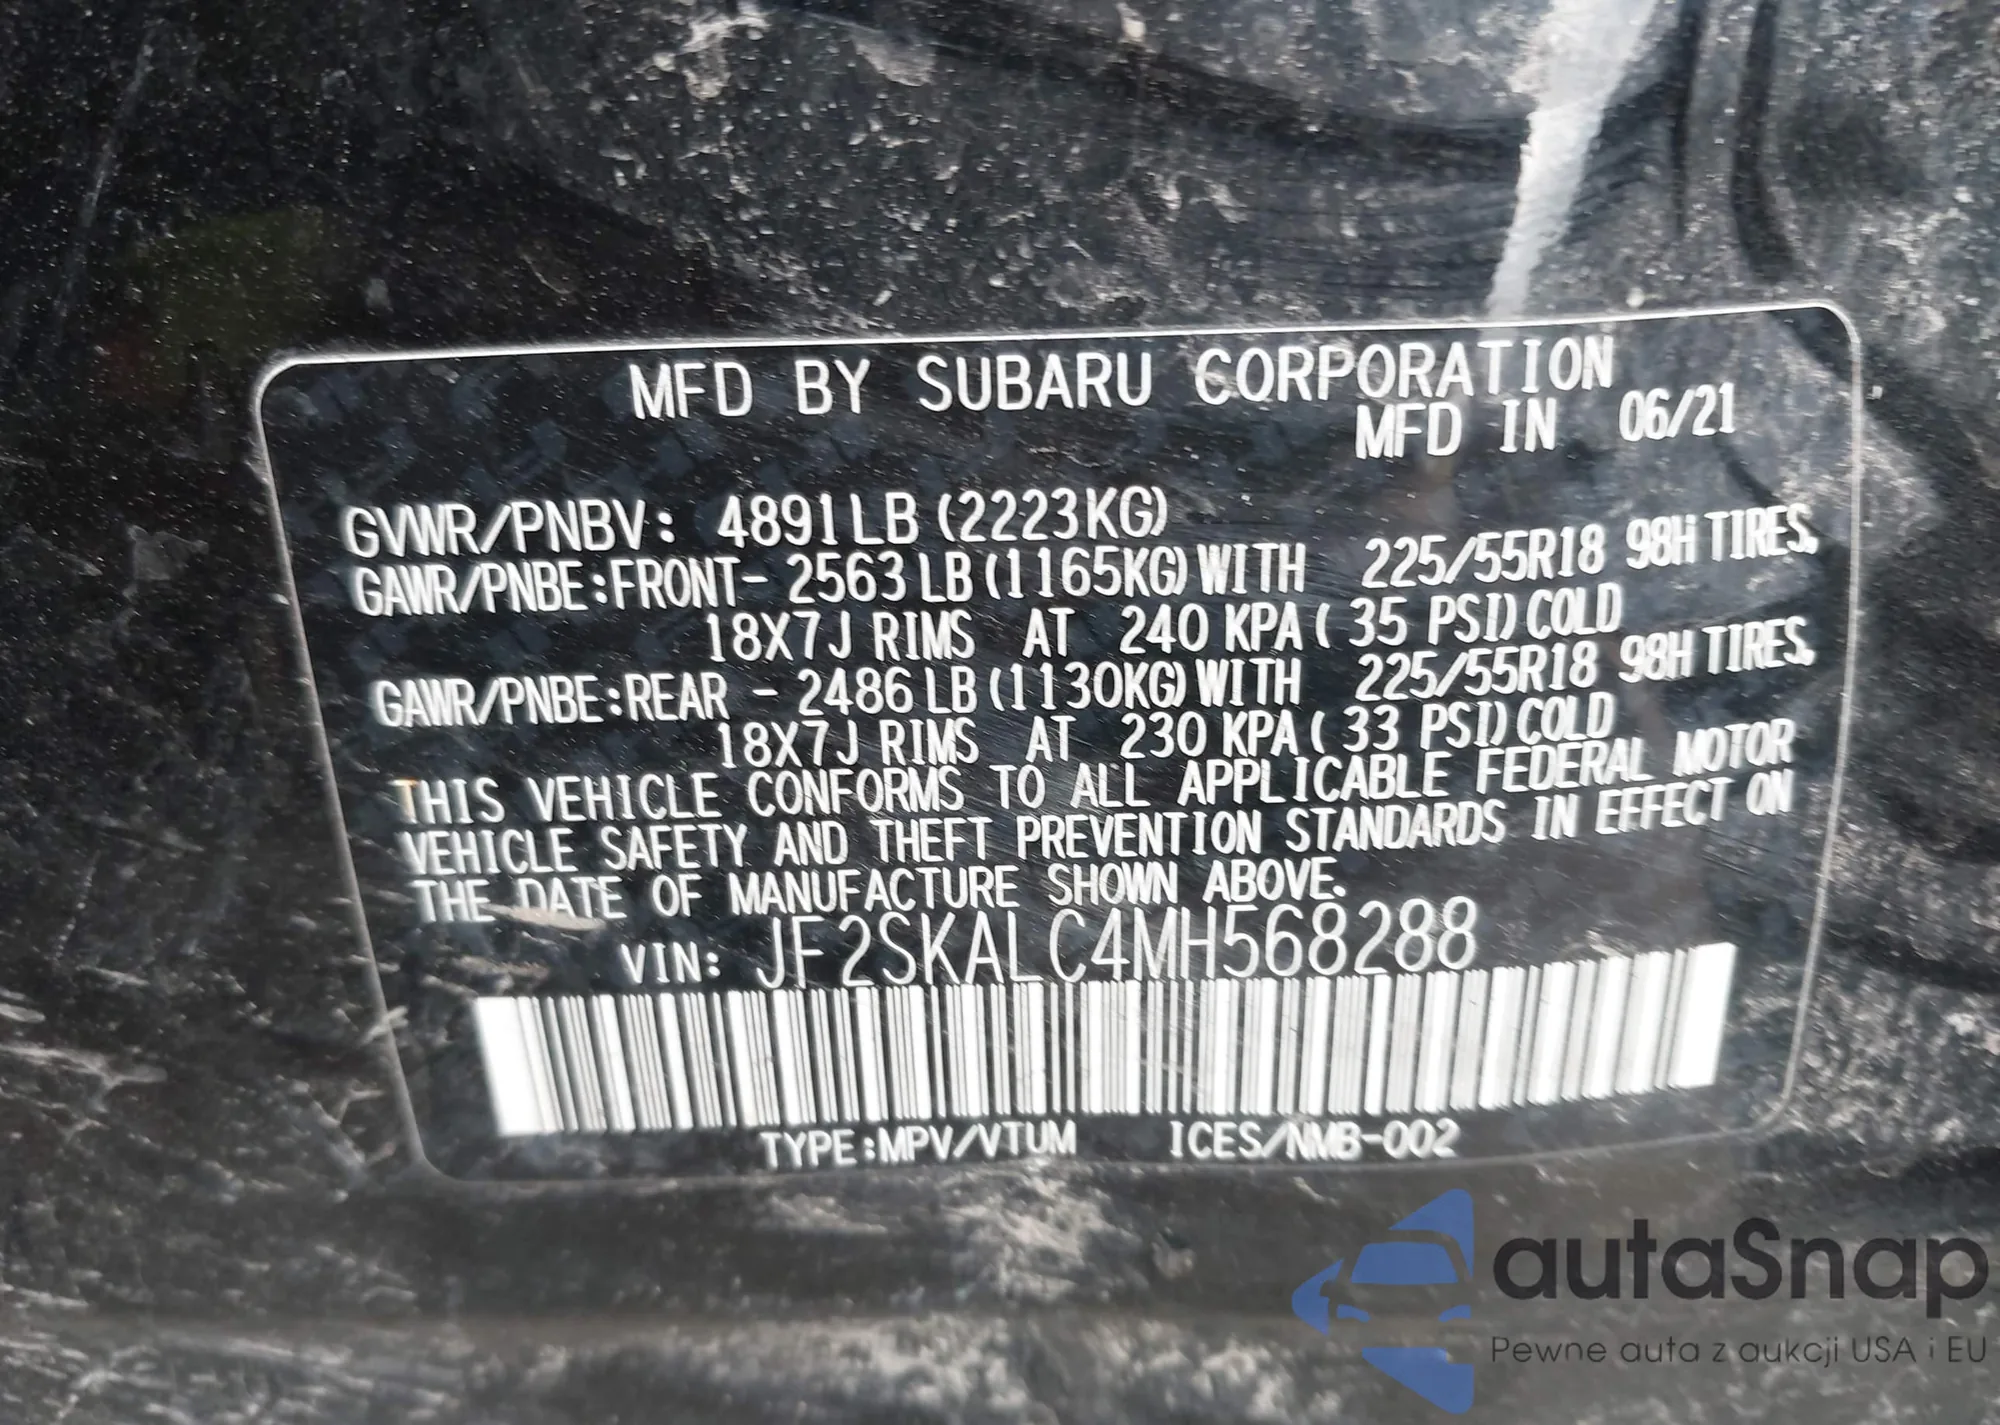 MFD BY SUBARU CORPORATION
MFD IN 06/21
GVWR/PNBV: 4891LB(2223KG)
GAWR/PNBE:FRONT- 2563LB(1165KG)WITH 225/55R18 98H TIRES,
18X7J RIMS AT 240 KPA( 35 PSI)COLD
GAWR/PNBE:REAR - 2486LB(1130KG)WITH 225/55R18 98H TIRES,
18X7J RIMS AT 230 KPA( 33 PSI)COLD
THIS VEHICLE CONFORMS TO ALL APPLICABLE FEDERAL MOTOR
VEHICLE SAFETY AND THEFT PREVENTION STANDARDS IN EFFECT ON
THE DATE OF MANUFACTURE SHOWN ABOVE.
VIN: JF2SKALC4MH568288
TYPE:MPV/VTUM ICES/NMB-002
autaSnap
Pewne auta z aukcji USA i EU